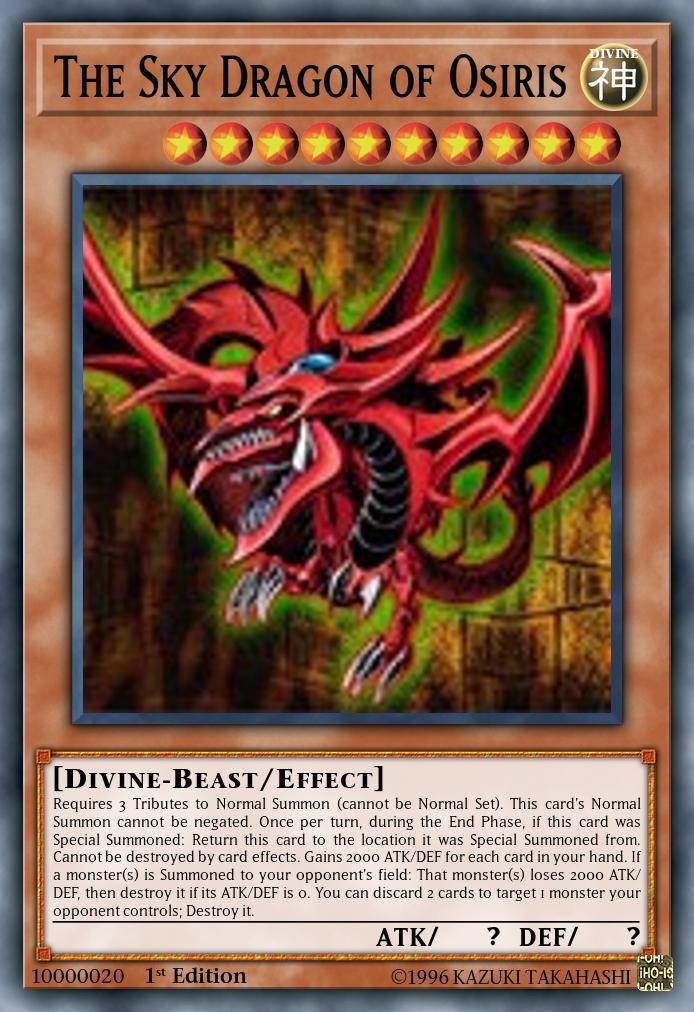 The Sky Dragon of Osiris
DIVINE
神
[Divine-Beast/Effect]
Requires 3 Tributes to Normal Summon (cannot be Normal Set). This card's Normal
Summon cannot be negated. Once per turn, during the End Phase, if this card was
Special Summoned: Return this card to the location it was Special Summoned from.
Cannot be destroyed by card effects. Gains 2000 ATK/DEF for each card in your hand. If
a monster(s) is Summoned to your opponent's field: That monster(s) loses 2000 ATK/
DEF, then destroy it if its ATK/DEF is 0. You can discard 2 cards to target 1 monster your
opponent controls; Destroy it.
ATK/ ? DEF/ ?
10000020 1st Edition ©1996 KAZUKI TAKAHASHI